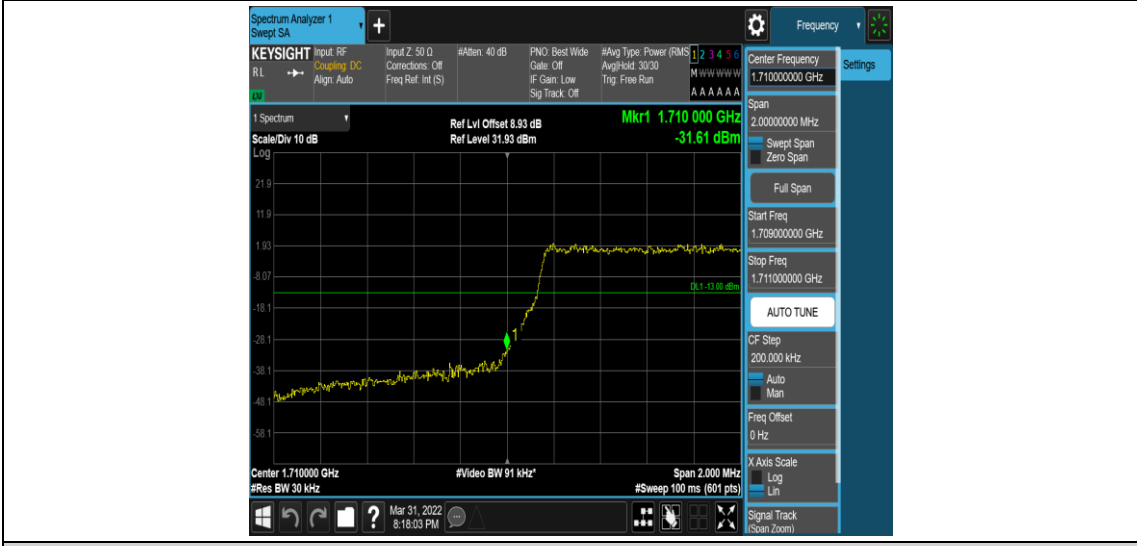 Spectrum Analyzer 1
Swept SA
Frequency
KEYSIGHT
R L
LXI
Input: RF
Coupling: DC
Align: Auto
Input Z: 50 Ω
Corrections: Off
Freq Ref: Int (S)
#Atten: 40 dB
PNO: Best Wide
Gate: Off
IF Gain: Low
Sig Track: Off
#Avg Type: Power (RMS
Avg|Hold: 30/30
Trig: Free Run
1 2 3 4 5 6
M W W W W W
A A A A A A
1 Spectrum
Scale/Div 10 dB
Log
Ref Lvl Offset 8.93 dB
Ref Level 31.93 dBm
Mkr1 1.710 000 GHz
-31.61 dBm
21.9
11.9
1.93
-8.07
-18.1
-28.1
-38.1
-48.1
-58.1
DL1 -13.00 dBm
1
Center 1.710000 GHz
#Res BW 30 kHz
#Video BW 91 kHz*
Span 2.000 MHz
#Sweep 100 ms (601 pts)
Mar 31, 2022
8:18:03 PM
Center Frequency
1.710000000 GHz
Settings
Span
2.00000000 MHz
Swept Span
Zero Span
Full Span
Start Freq
1.709000000 GHz
Stop Freq
1.711000000 GHz
AUTO TUNE
CF Step
200.000 kHz
Auto
Man
Freq Offset
0 Hz
X Axis Scale
Log
Lin
Signal Track
(Span Zoom)